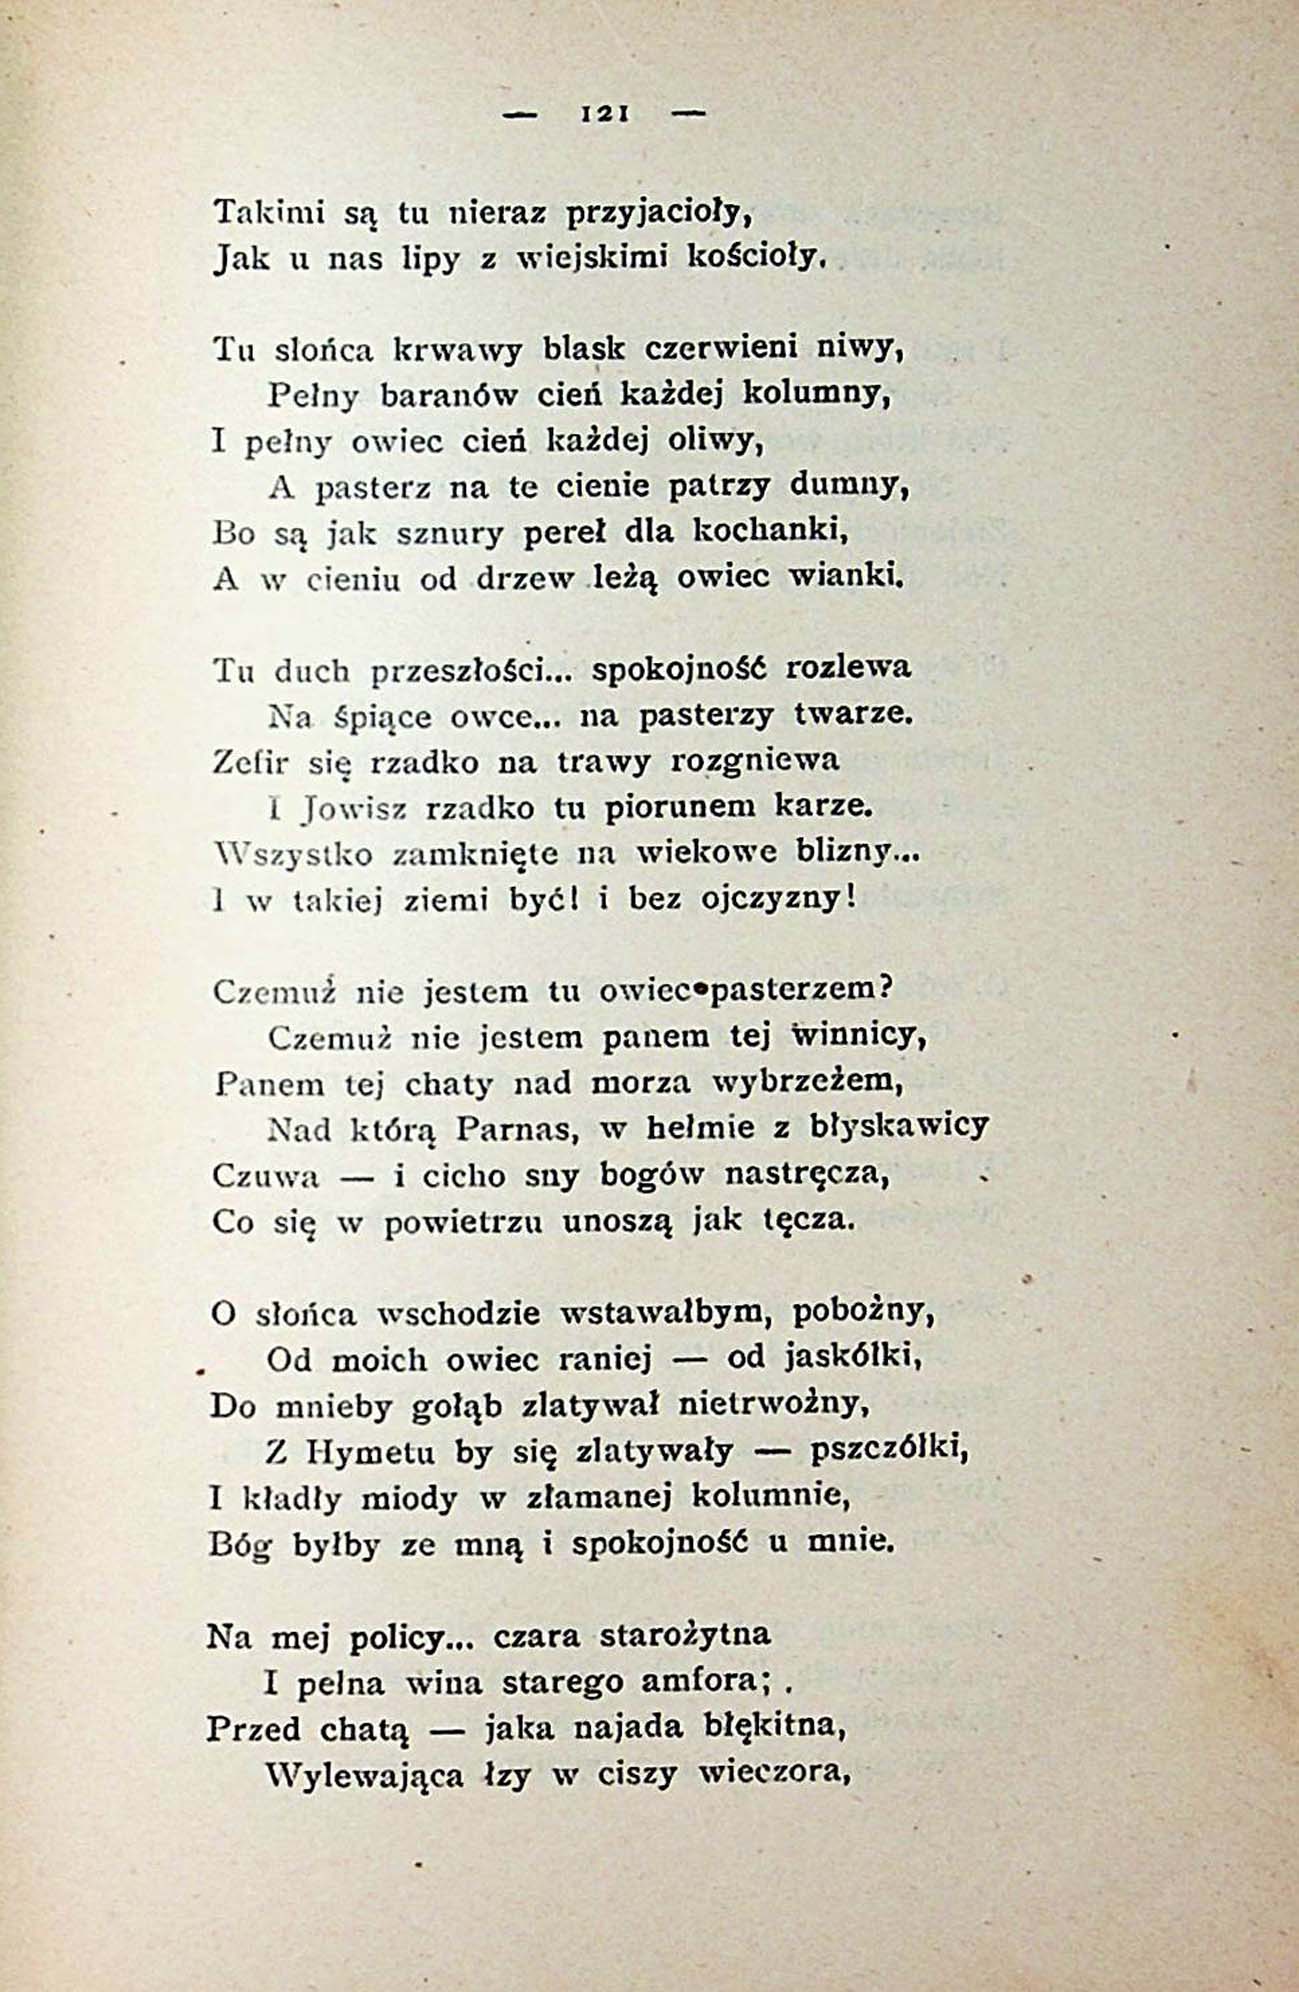 — 121 —
Takimi są tu nieraz przyjacioły,
Jak u nas lipy z wiejskimi kościoły.
Tu słońca krwawy blask czerwieni niwy,
Pełny baranów cień każdej kolumny,
I pełny owiec cień każdej oliwy,
A pasterz na te cienie patrzy dumny,
Bo są jak sznury pereł dla kochanki,
A w cieniu od drzew leżą owiec wianki.
Tu duch przeszłości... spokojność rozlewa
Na śpiące owce... na pasterzy twarze.
Zefir się rzadko na trawy rozgniewa
I Jowisz rzadko tu piorunem karze.
Wszystko zamknięte na wiekowe blizny...
I w takiej ziemi być! i bez ojczyzny!
Czemuż nie jestem tu owiec-pasterzem?
Czemuż nie jestem panem tej winnicy,
Panem tej chaty nad morza wybrzeżem,
Nad którą Parnas, w hełmie z błyskawicy
Czuwa — i cicho sny bogów nastręcza,
Co się w powietrzu unoszą jak tęcza.
O słońca wschodzie wstawałbym, pobożny,
Od moich owiec raniej — od jaskółki,
Do mnieby gołąb zlatywał nietrwożny,
Z Hymetu by się zlatywały — pszczółki,
I kładły miody w złamanej kolumnie,
Bóg byłby ze mną i spokojność u mnie.
Na mej policy... czara starożytna
I pełna wina starego amfora;
Przed chatą — jaka najada błękitna,
Wylewająca łzy w ciszy wieczora,